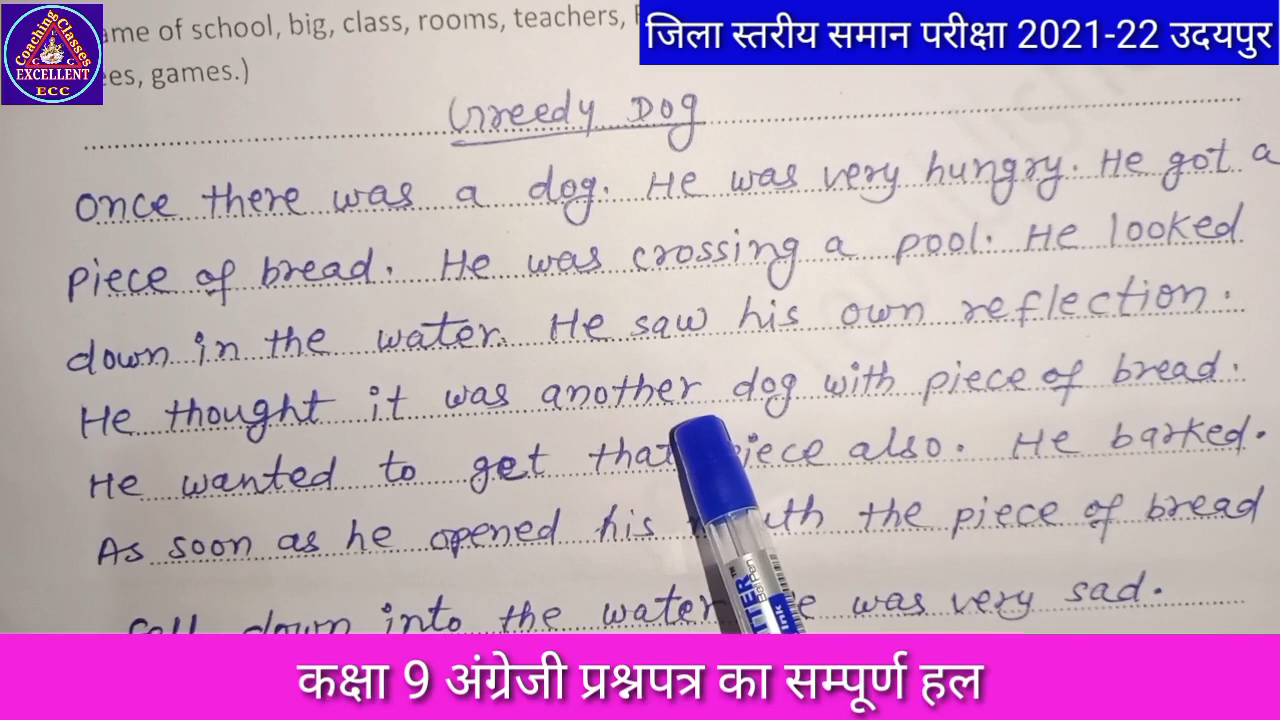 Coaching Classes
C C
EXCELLENT
ECC
जिला स्तरीय समान परीक्षा 2021-22 उदयपुर
ame of school, big, class, rooms, teachers,
ees, games.)
Greedy Dog
once there was a dog. He was very hungry. He got a
piece of bread. He was crossing a pool. He looked
down in the water. He saw his own reflection.
He thought it was another dog with piece of bread.
He wanted to get that piece also. He barked.
As soon as he opened his mouth the piece of bread
fell down into the water. He was very sad.
कक्षा 9 अंग्रेजी प्रश्नपत्र का सम्पूर्ण हल